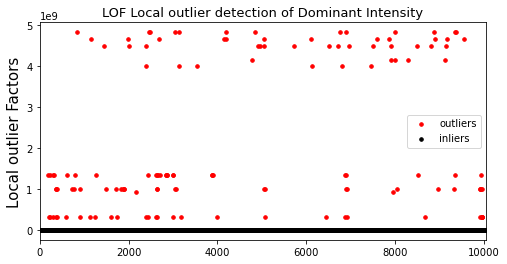 LOF Local outlier detection of Dominant Intensity
1e9
5
4
3
2
1
0
Local outlier Factors
outliers
inliers
0 2000 4000 6000 8000 10000